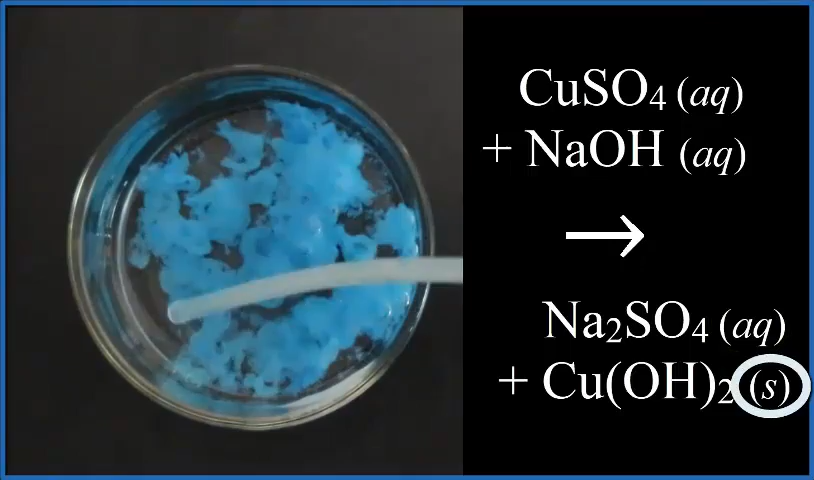 CuSO₄ (aq)
+ NaOH (aq)
→
Na₂SO₄ (aq)
+ Cu(OH)₂ (s)